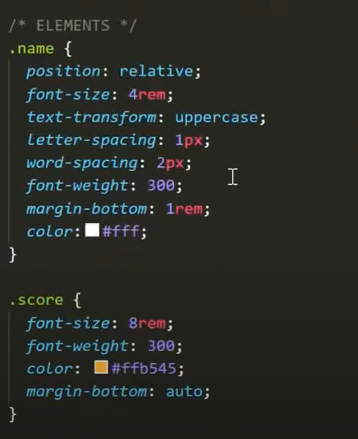 /* ELEMENTS */
.name {
position: relative;
font-size: 4rem;
text-transform: uppercase;
letter-spacing: 1px;
word-spacing: 2px;
font-weight: 300;
margin-bottom: 1rem;
color: #fff;
}
.score {
font-size: 8rem;
font-weight: 300;
color: #ffb545;
margin-bottom: auto;
}